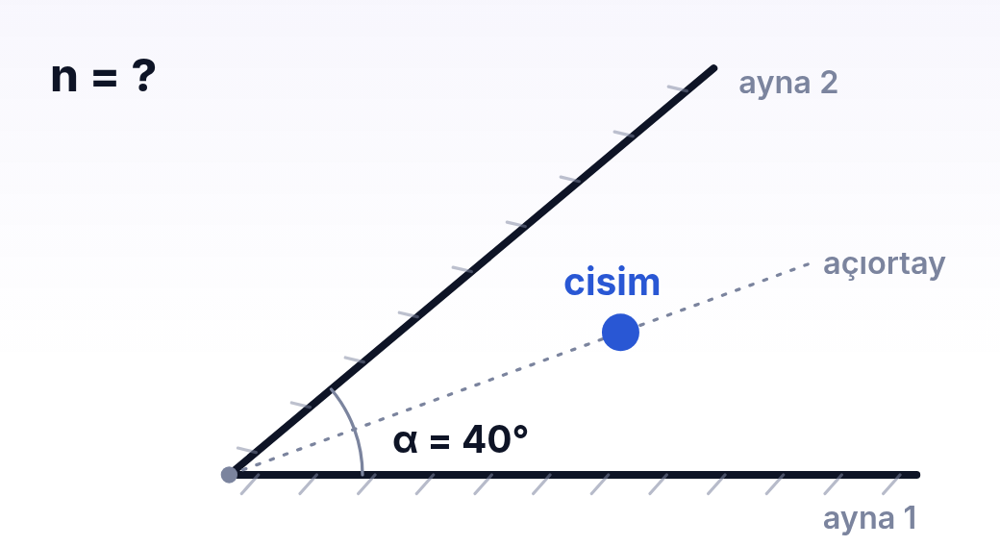 n = ?
ayna 2
açıortay
cisim
α = 40°
ayna 1